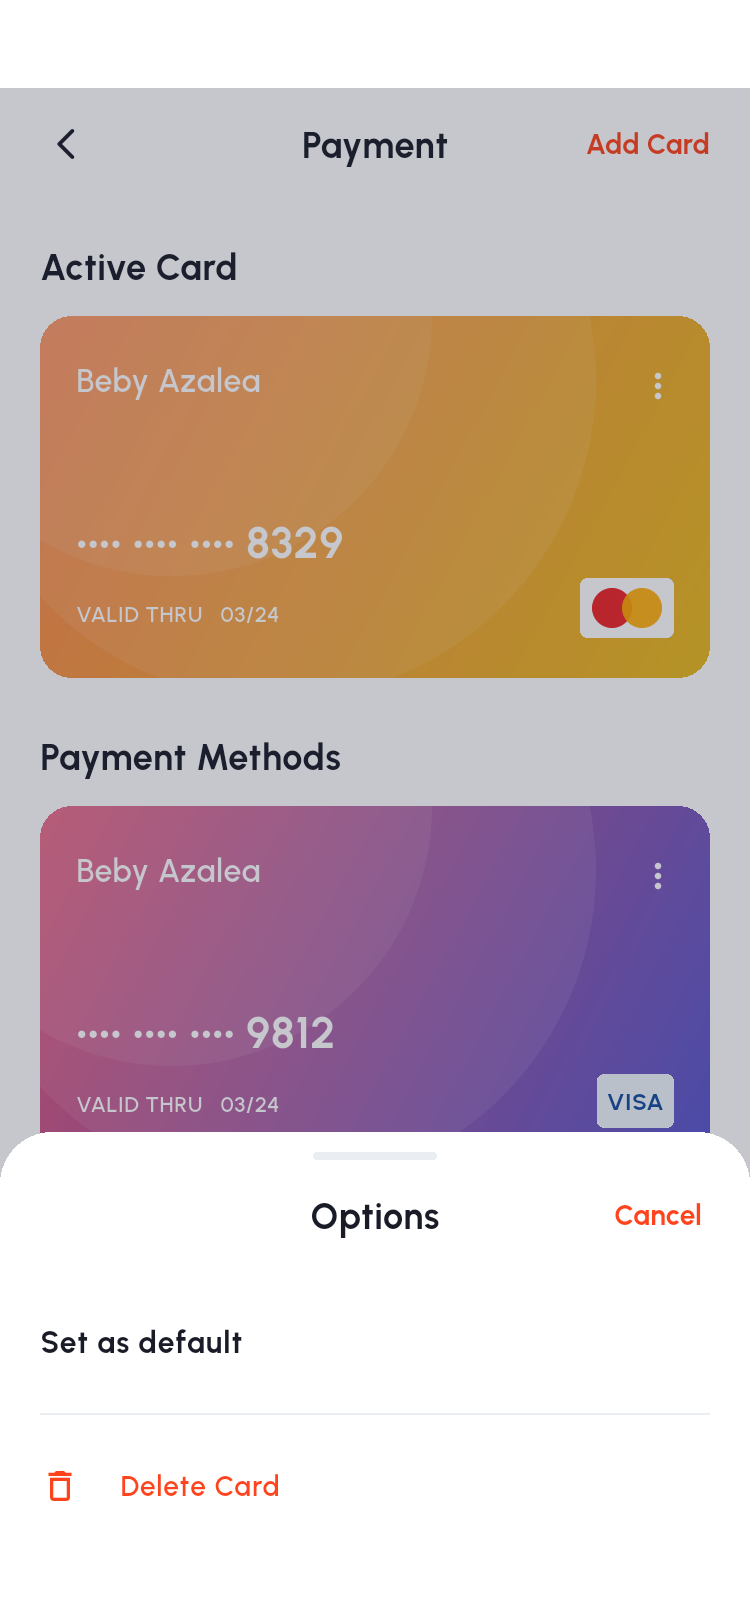 Payment
Add Card
Active Card
Beby Azalea
•••• •••• •••• 8329
VALID THRU 03/24
Payment Methods
Beby Azalea
•••• •••• •••• 9812
VALID THRU 03/24
VISA
Options
Cancel
Set as default
Delete Card